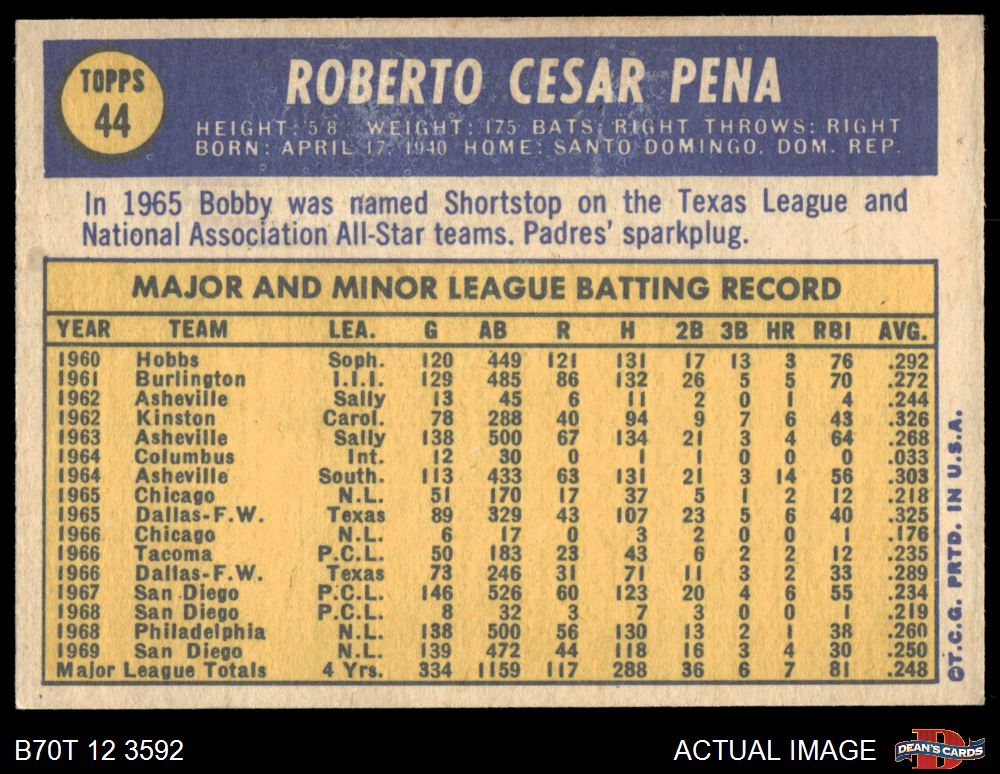 TOPPS
44
ROBERTO CESAR PENA
HEIGHT: 5 8 WEIGHT: 175 BATS: RIGHT THROWS: RIGHT
BORN: APRIL 17, 1940 HOME: SANTO DOMINGO, DOM. REP.
In 1965 Bobby was named Shortstop on the Texas League and
National Association All-Star teams. Padres' sparkplug.
MAJOR AND MINOR LEAGUE BATTING RECORD
YEAR TEAM LEA. G AB R H 2B 3B HR RBI AVG.
1960 Hobbs Soph. 120 449 121 131 17 13 3 76 .292
1961 Burlington I.I.I. 129 485 86 132 26 5 5 70 .272
1962 Asheville Sally 13 45 6 11 2 0 1 4 .244
1962 Kinston Carol. 78 288 40 94 9 7 6 43 .326
1963 Asheville Sally 138 500 67 134 21 3 4 64 .268
1964 Columbus Int. 12 30 0 1 1 0 0 0 .033
1964 Asheville South. 113 433 63 131 21 3 14 56 .303
1965 Chicago N.L. 51 170 17 37 5 1 2 12 .218
1965 Dallas-F.W. Texas 89 329 43 107 23 5 6 40 .325
1966 Chicago N.L. 6 17 0 3 2 0 0 1 .176
1966 Tacoma P.C.L. 50 183 23 43 6 2 2 12 .235
1966 Dallas-F.W. Texas 73 246 31 71 11 3 2 33 .289
1967 San Diego P.C.L. 146 526 60 123 20 4 6 55 .234
1968 San Diego P.C.L. 8 32 3 7 3 0 0 1 .219
1968 Philadelphia N.L. 138 500 56 130 13 2 1 38 .260
1969 San Diego N.L. 139 472 44 118 16 3 4 30 .250
Major League Totals 4 Yrs. 334 1159 117 288 36 6 7 81 .248
©T.C.G. PRTD. IN U.S.A.
B70T 12 3592
ACTUAL IMAGE
DEAN'S CARDS